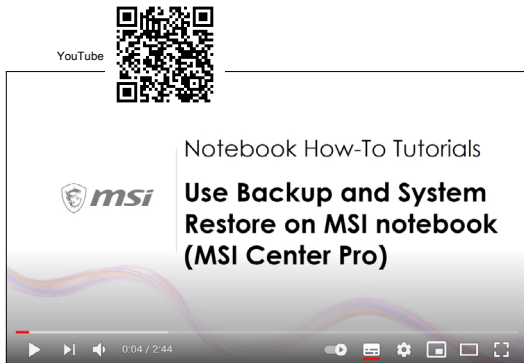 YouTube
Notebook How-To Tutorials
msi
Use Backup and System
Restore on MSI notebook
(MSI Center Pro)
0:04 / 2:44